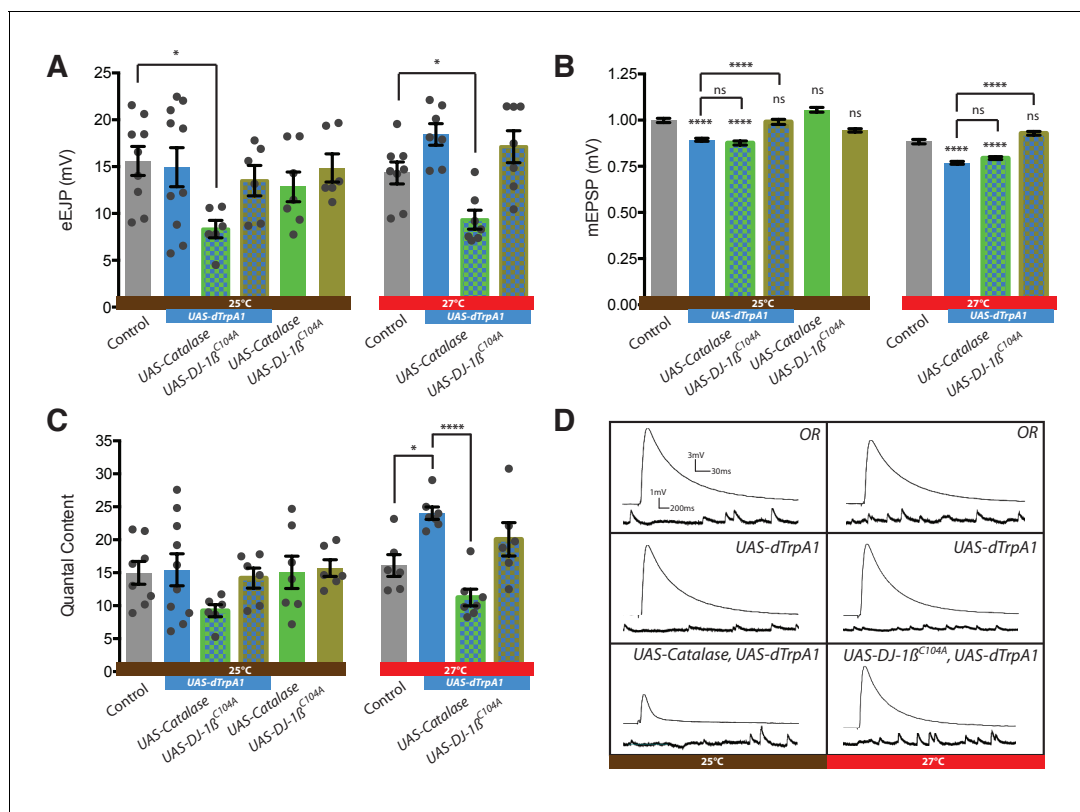 A
eEJP (mV)
25
20
15
10
5
0
*
*
25°C
27°C
UAS-dTrpA1
UAS-dTrpA1
Control
UAS-Catalase
UAS-DJ-1ß^C104A
UAS-Catalase
UAS-DJ-1ß^C104A
Control
UAS-Catalase
UAS-DJ-1ß^C104A
B
mEPSP (mV)
1.25
1.00
0.75
0.50
0.25
0.00
****
ns
ns
**** ****
ns
ns
****
ns
ns
**** ****
25°C
27°C
UAS-dTrpA1
UAS-dTrpA1
Control
UAS-Catalase
UAS-DJ-1ß^C104A
UAS-Catalase
UAS-DJ-1ß^C104A
Control
UAS-Catalase
UAS-DJ-1ß^C104A
C
Quantal Content
35
30
25
20
15
10
5
0
*
****
25°C
27°C
UAS-dTrpA1
UAS-dTrpA1
Control
UAS-Catalase
UAS-DJ-1ß^C104A
UAS-Catalase
UAS-DJ-1ß^C104A
Control
UAS-Catalase
UAS-DJ-1ß^C104A
D
OR
3mV
30ms
1mV
200ms
OR
UAS-dTrpA1
UAS-dTrpA1
UAS-Catalase, UAS-dTrpA1
UAS-DJ-1ß^C104A, UAS-dTrpA1
25°C
27°C